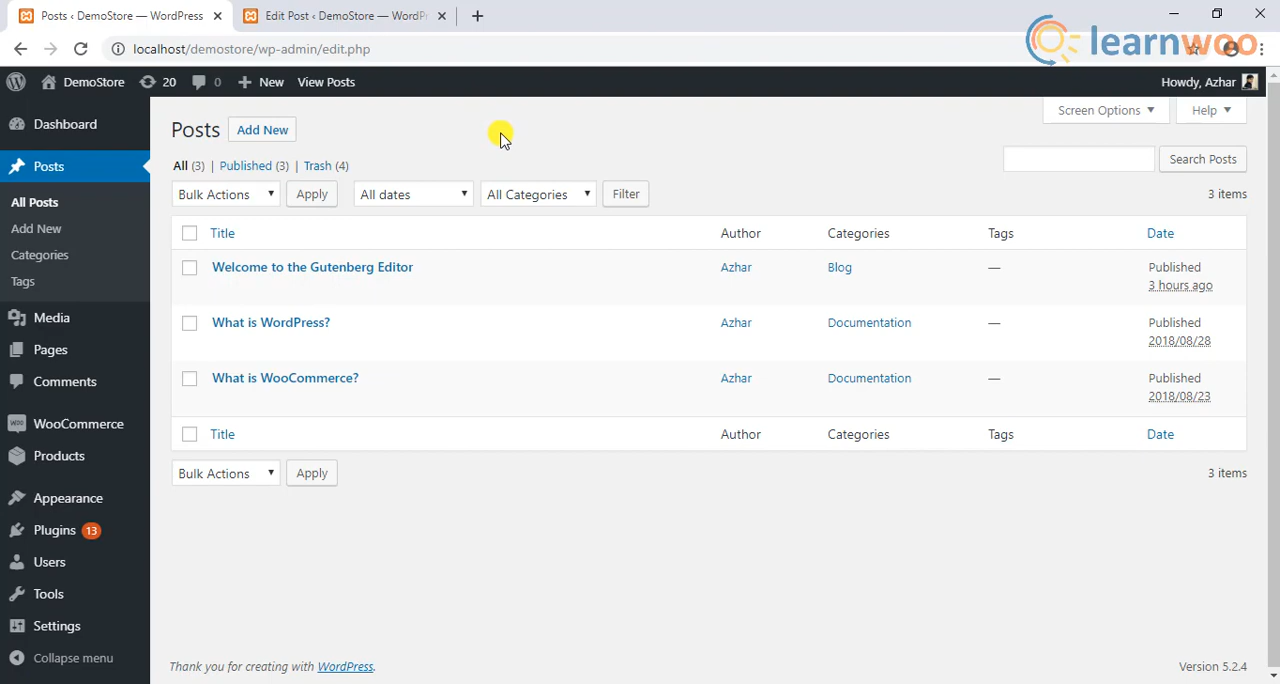 Posts ‹ DemoStore — WordPress
Edit Post ‹ DemoStore — WordPr
localhost/demostore/wp-admin/edit.php
learnwoo
DemoStore 20 0 New View Posts Howdy, Azhar
Screen Options Help
Dashboard
Posts
All Posts
Add New
Categories
Tags
Media
Pages
Comments
WooCommerce
Products
Appearance
Plugins 13
Users
Tools
Settings
Collapse menu
Posts Add New
All (3) | Published (3) | Trash (4)
Search Posts
Bulk Actions Apply All dates All Categories Filter 3 items
Title Author Categories Tags Date
Welcome to the Gutenberg Editor Azhar Blog — Published
3 hours ago
What is WordPress? Azhar Documentation — Published
2018/08/28
What is WooCommerce? Azhar Documentation — Published
2018/08/23
Title Author Categories Tags Date
Bulk Actions Apply 3 items
Thank you for creating with WordPress. Version 5.2.4